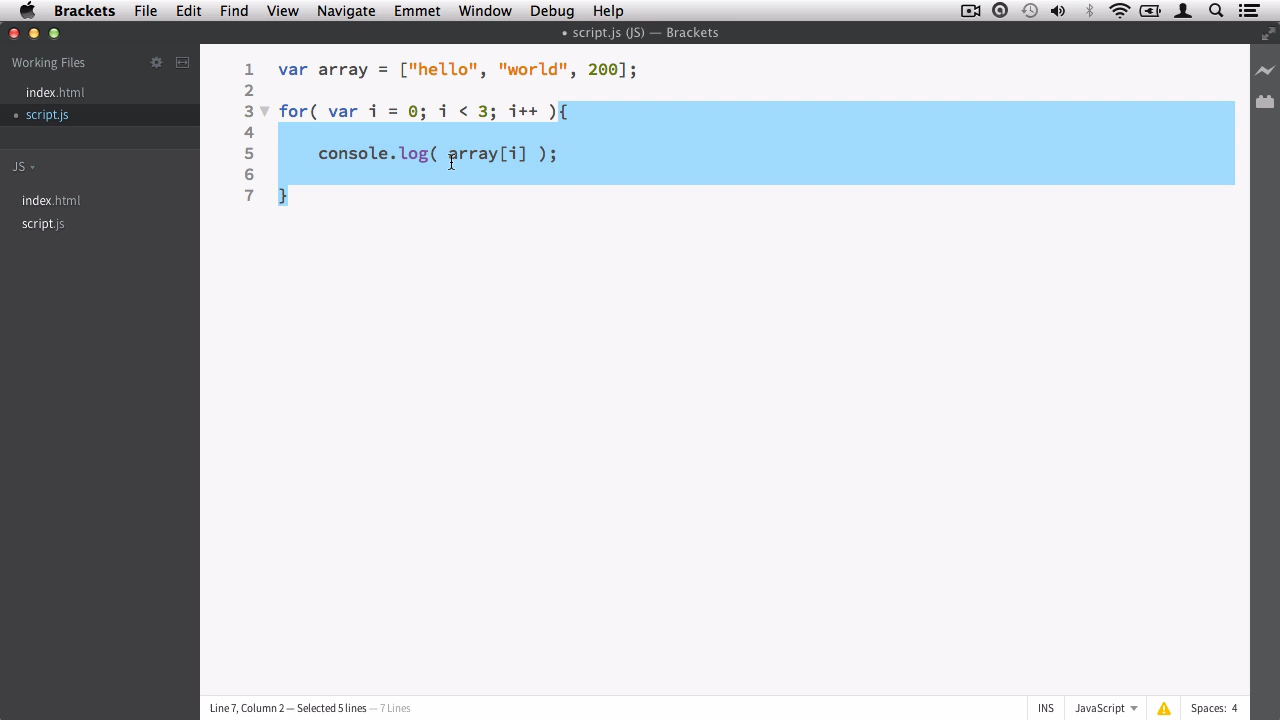 Brackets File Edit Find View Navigate Emmet Window Debug Help
• script.js (JS) — Brackets
Working Files
index.html
• script.js
JS
index.html
script.js
1 var array = ["hello", "world", 200];
2
3 for( var i = 0; i < 3; i++ ){
4
5 console.log( array[i] );
6
7 }
Line 7, Column 2 — Selected 5 lines — 7 Lines
INS JavaScript Spaces: 4